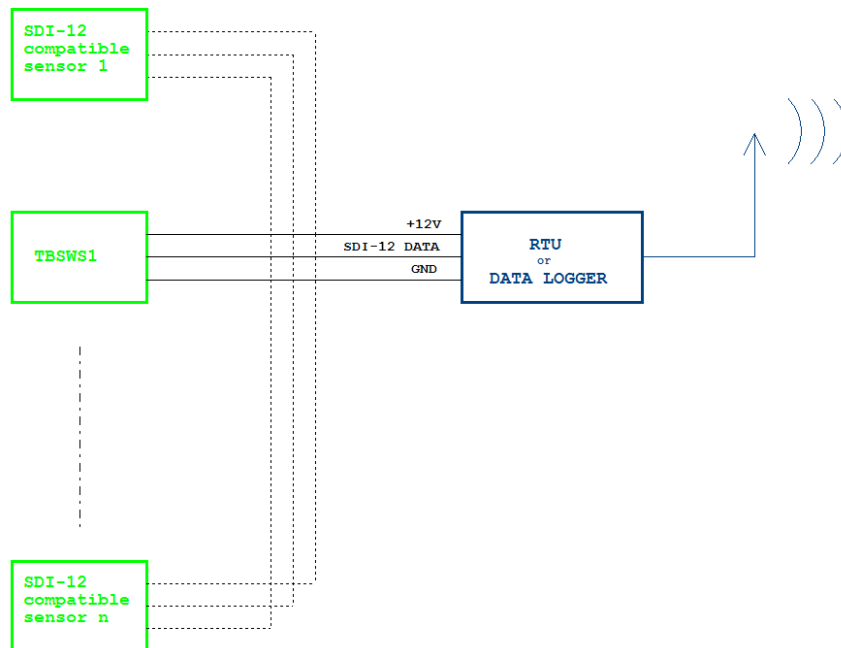 SDI-12
compatible
sensor 1
TBSWS1
+12V
SDI-12 DATA
GND
RTU
or
DATA LOGGER
SDI-12
compatible
sensor n